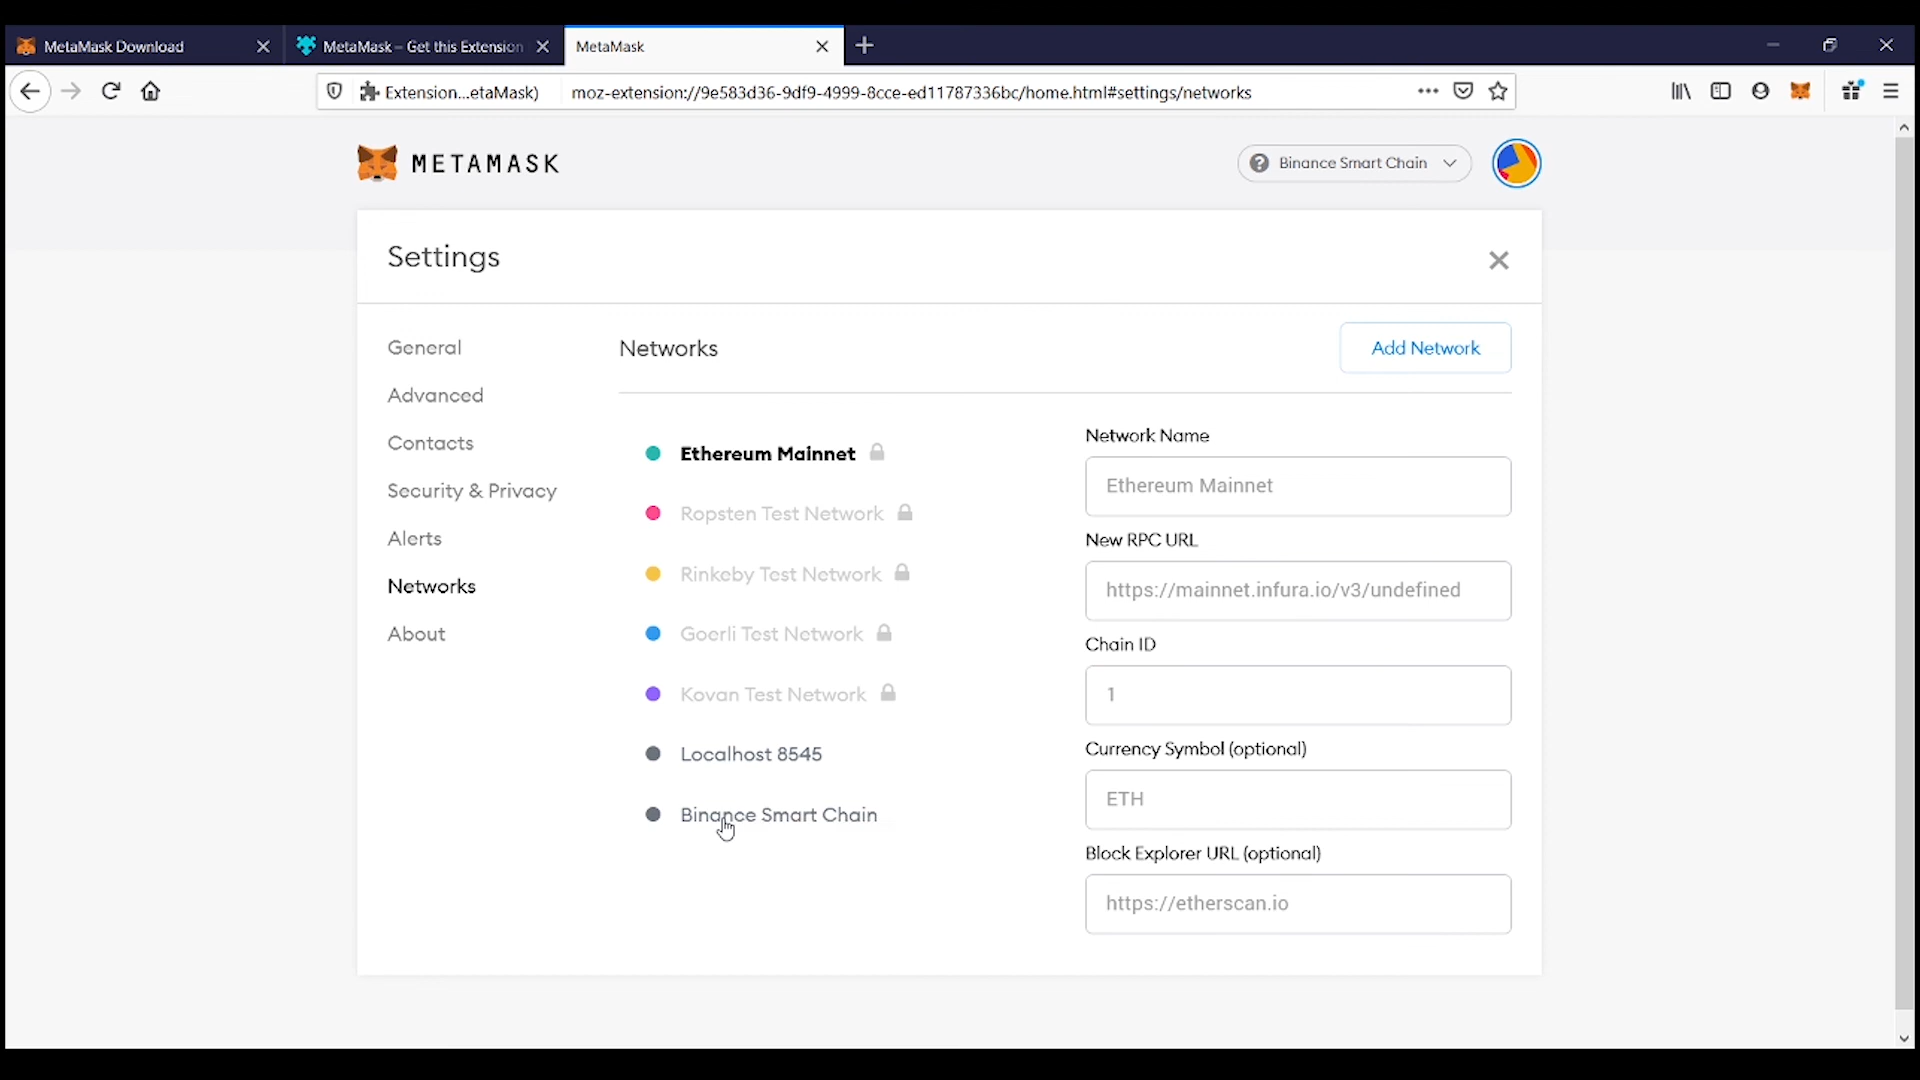 MetaMask Download
MetaMask – Get this Extension
MetaMask
Extension...etaMask)
moz-extension://9e583d36-9df9-4999-8cce-ed11787336bc/home.html#settings/networks
METAMASK
Binance Smart Chain
Settings
General
Advanced
Contacts
Security & Privacy
Alerts
Networks
About
Networks
Add Network
Ethereum Mainnet
Ropsten Test Network
Rinkeby Test Network
Goerli Test Network
Kovan Test Network
Localhost 8545
Binance Smart Chain
Network Name
Ethereum Mainnet
New RPC URL
https://mainnet.infura.io/v3/undefined
Chain ID
1
Currency Symbol (optional)
ETH
Block Explorer URL (optional)
https://etherscan.io